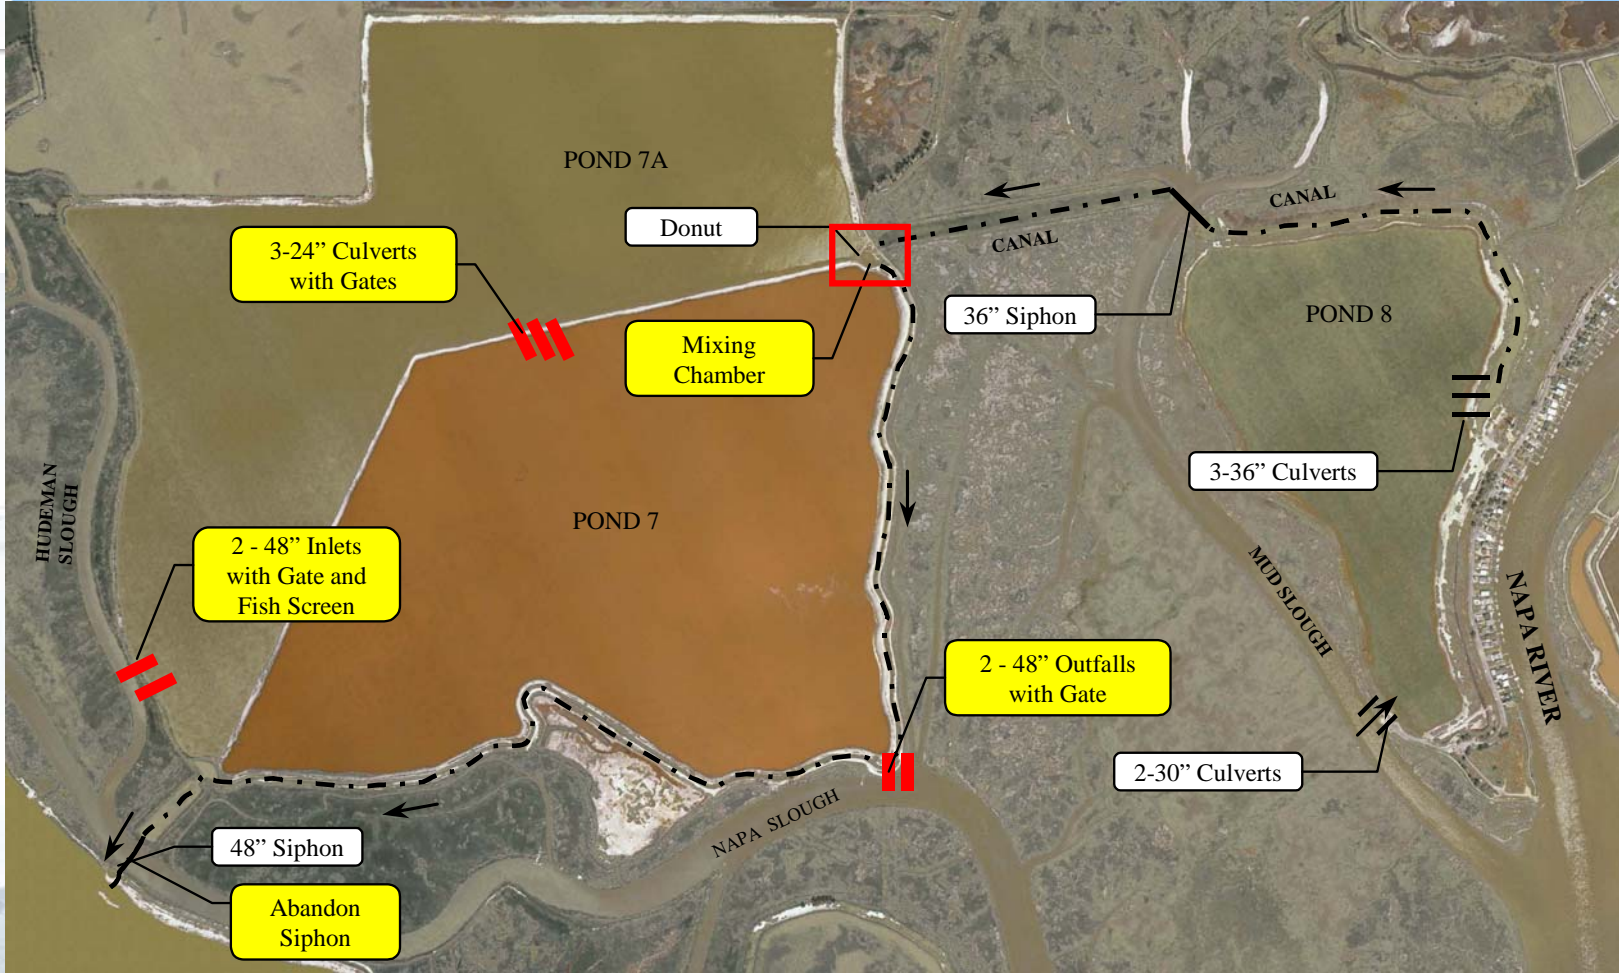 POND 7A
Donut
CANAL
CANAL
3-24” Culverts
with Gates
36” Siphon
POND 8
Mixing
Chamber
3-36” Culverts
HUDEMAN
SLOUGH
POND 7
2 - 48” Inlets
with Gate and
Fish Screen
MUD SLOUGH
NAPA RIVER
2 - 48” Outfalls
with Gate
2-30” Culverts
NAPA SLOUGH
48” Siphon
Abandon
Siphon